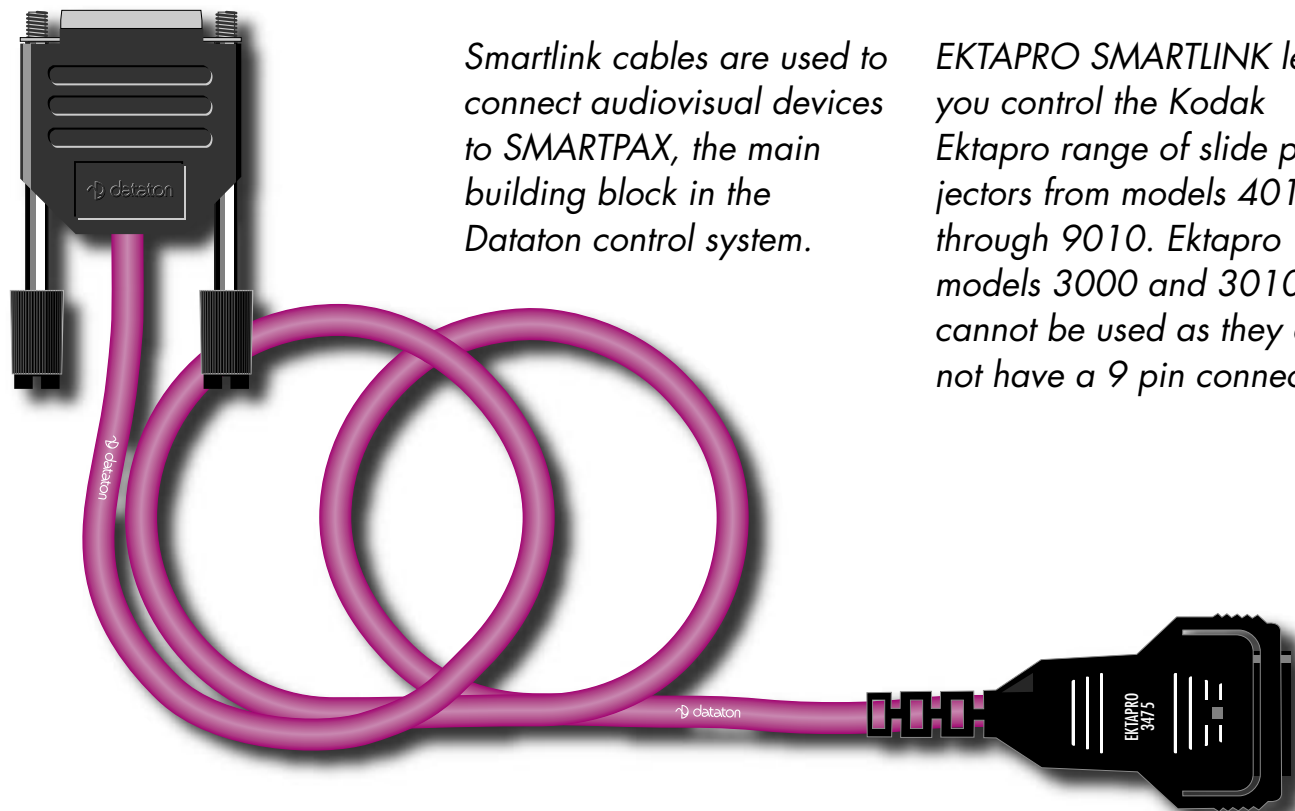 Smartlink cables are used to
connect audiovisual devices
to SMARTPAX, the main
building block in the
Dataton control system.
EKTAPRO SMARTLINK le
you control the Kodak
Ektapro range of slide p
jectors from models 401
through 9010. Ektapro
models 3000 and 3010
cannot be used as they
not have a 9 pin connec
dataton
dataton
dataton
EKTAPRO
3475